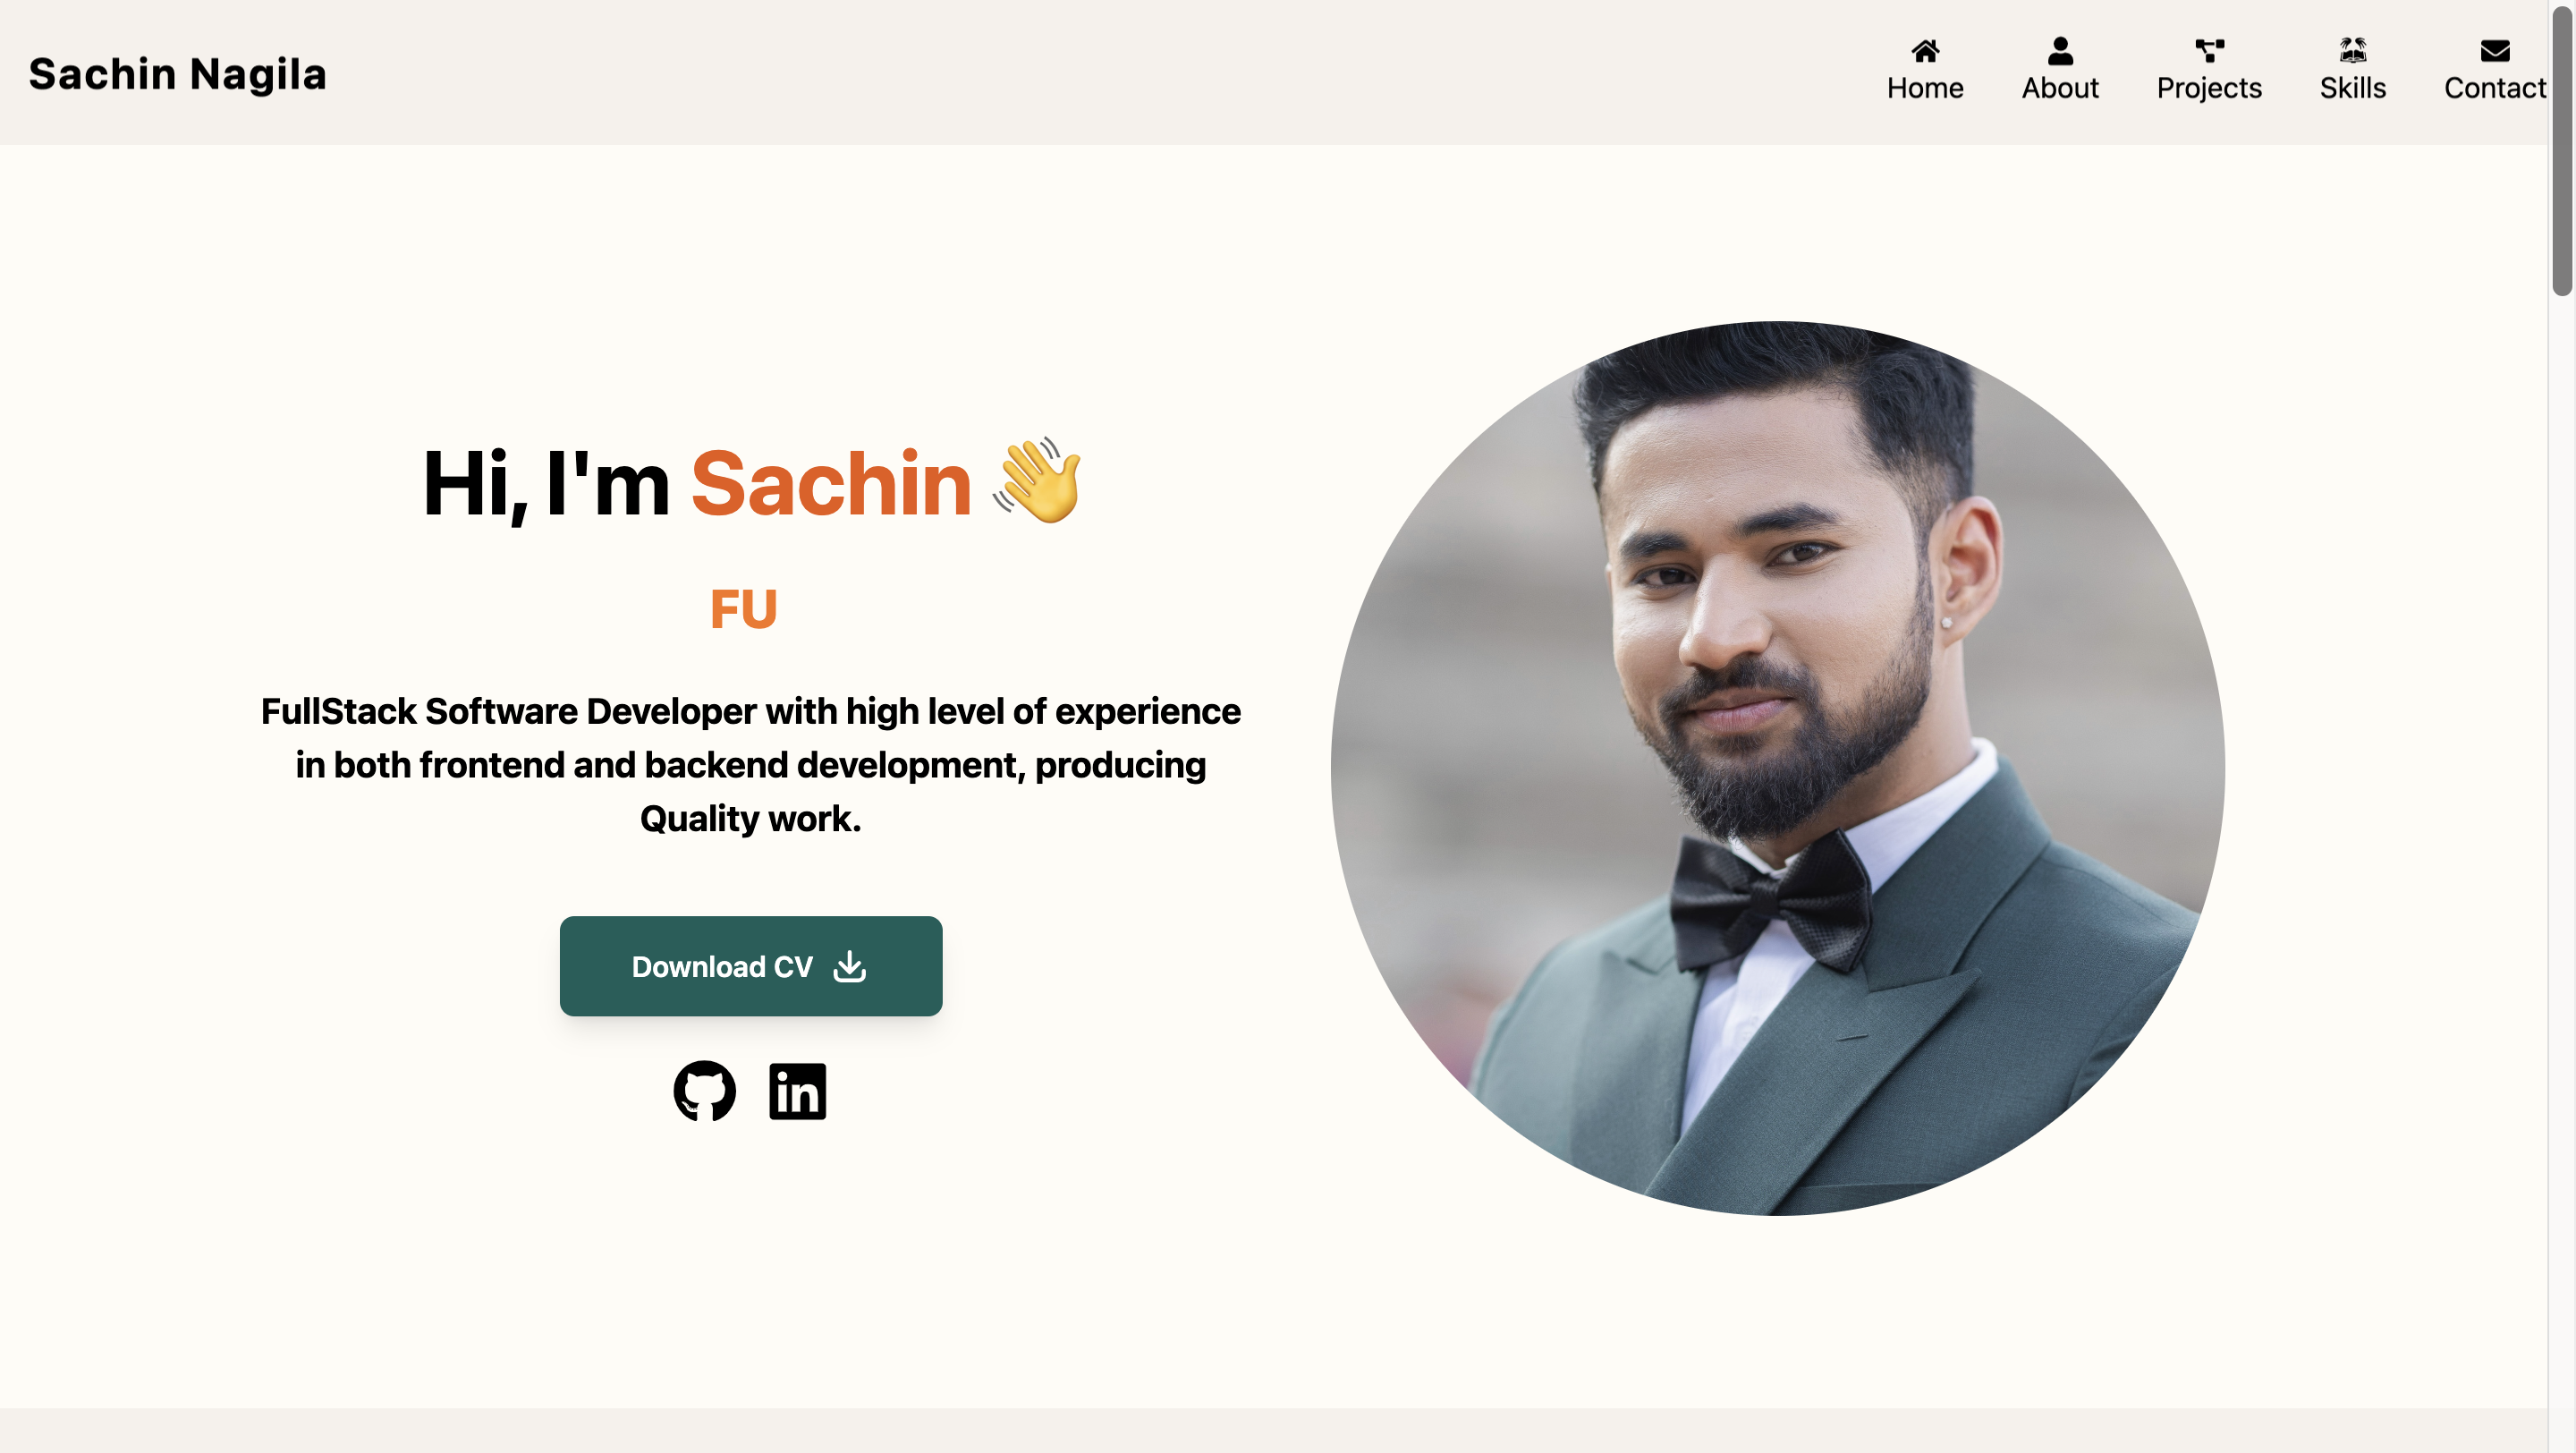 Sachin Nagila
Home About Projects Skills Contact
Hi, I'm Sachin 👋
FU
FullStack Software Developer with high level of experience
in both frontend and backend development, producing
Quality work.
Download CV
in